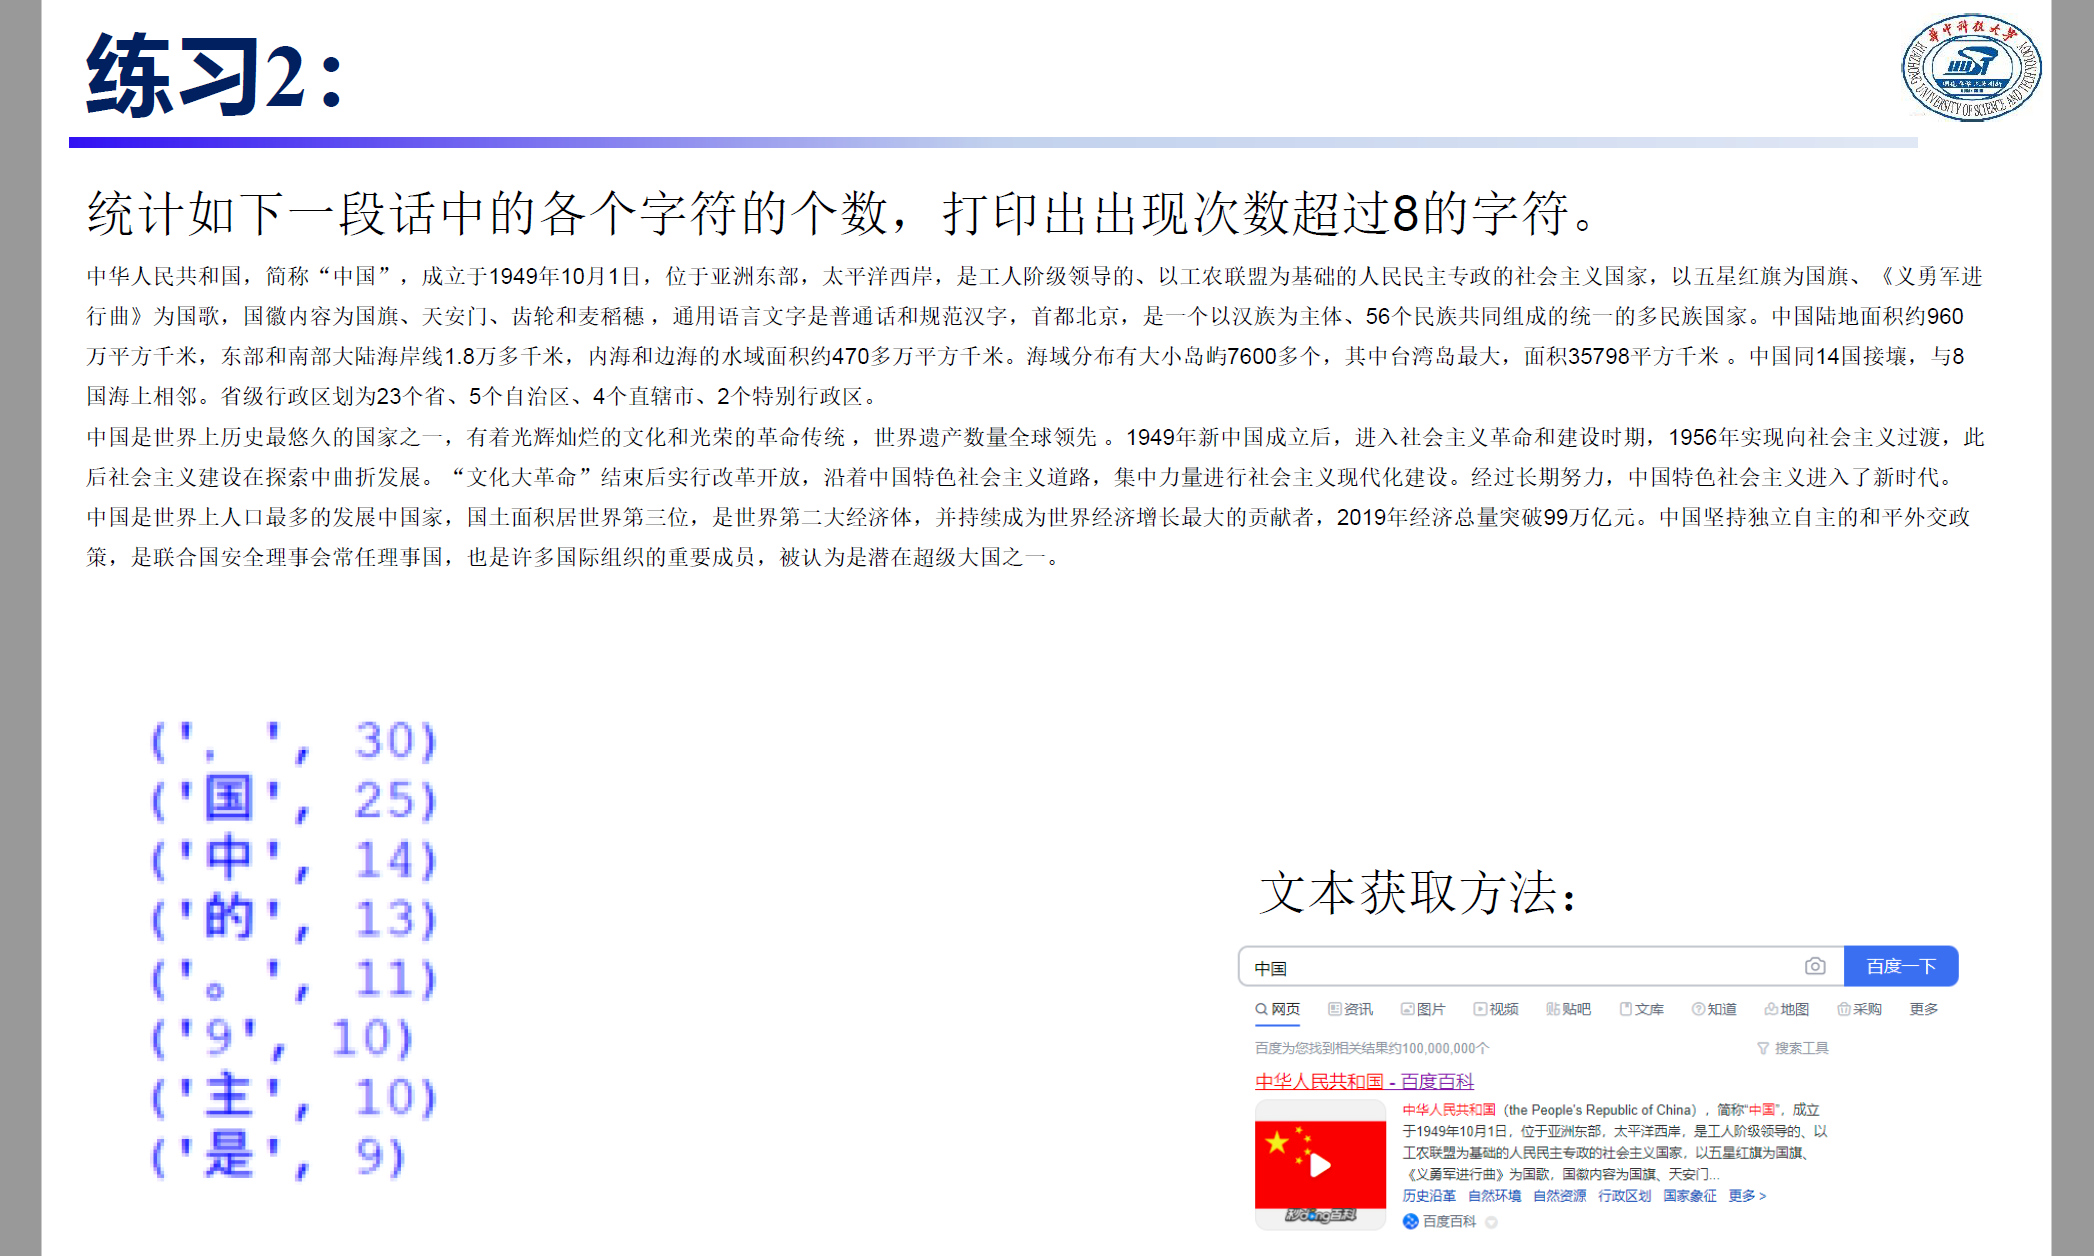 练习2：
统计如下一段话中的各个字符的个数，打印出出现次数超过8的字符。
中华人民共和国，简称“中国”，成立于1949年10月1日，位于亚洲东部，太平洋西岸，是工人阶级领导的、以工农联盟为基础的人民民主专政的社会主义国家，以五星红旗为国旗、《义勇军进
行曲》为国歌，国徽内容为国旗、天安门、齿轮和麦稻穗 ，通用语言文字是普通话和规范汉字，首都北京，是一个以汉族为主体、56个民族共同组成的统一的多民族国家。中国陆地面积约960
万平方千米，东部和南部大陆海岸线1.8万多千米，内海和边海的水域面积约470多万平方千米。海域分布有大小岛屿7600多个，其中台湾岛最大，面积35798平方千米 。中国同14国接壤，与8
国海上相邻。省级行政区划为23个省、5个自治区、4个直辖市、2个特别行政区。
中国是世界上历史最悠久的国家之一，有着光辉灿烂的文化和光荣的革命传统 ，世界遗产数量全球领先 。1949年新中国成立后，进入社会主义革命和建设时期，1956年实现向社会主义过渡，此
后社会主义建设在探索中曲折发展。“文化大革命”结束后实行改革开放，沿着中国特色社会主义道路，集中力量进行社会主义现代化建设。经过长期努力，中国特色社会主义进入了新时代。
中国是世界上人口最多的发展中国家，国土面积居世界第三位，是世界第二大经济体，并持续成为世界经济增长最大的贡献者，2019年经济总量突破99万亿元。中国坚持独立自主的和平外交政
策，是联合国安全理事会常任理事国，也是许多国际组织的重要成员，被认为是潜在超级大国之一。
('，', 30)
('国', 25)
('中', 14)
('的', 13)
('。', 11)
('9', 10)
('主', 10)
('是', 9)
文本获取方法：
中国
百度一下
网页 资讯 图片 视频 贴吧 文库 知道 地图 采购 更多
百度为您找到相关结果约100,000,000个
搜索工具
中华人民共和国 - 百度百科
中华人民共和国（the People's Republic of China），简称“中国”，成立
于1949年10月1日，位于亚洲东部，太平洋西岸，是工人阶级领导的、以
工农联盟为基础的人民民主专政的社会主义国家，以五星红旗为国旗、
《义勇军进行曲》为国歌，国徽内容为国旗、天安门...
历史沿革 自然环境 自然资源 行政区划 国家象征 更多 >
秒dong百科
百度百科
华中科技大学
HUAZHONG UNIVERSITY OF SCIENCE AND TECHNOLOGY